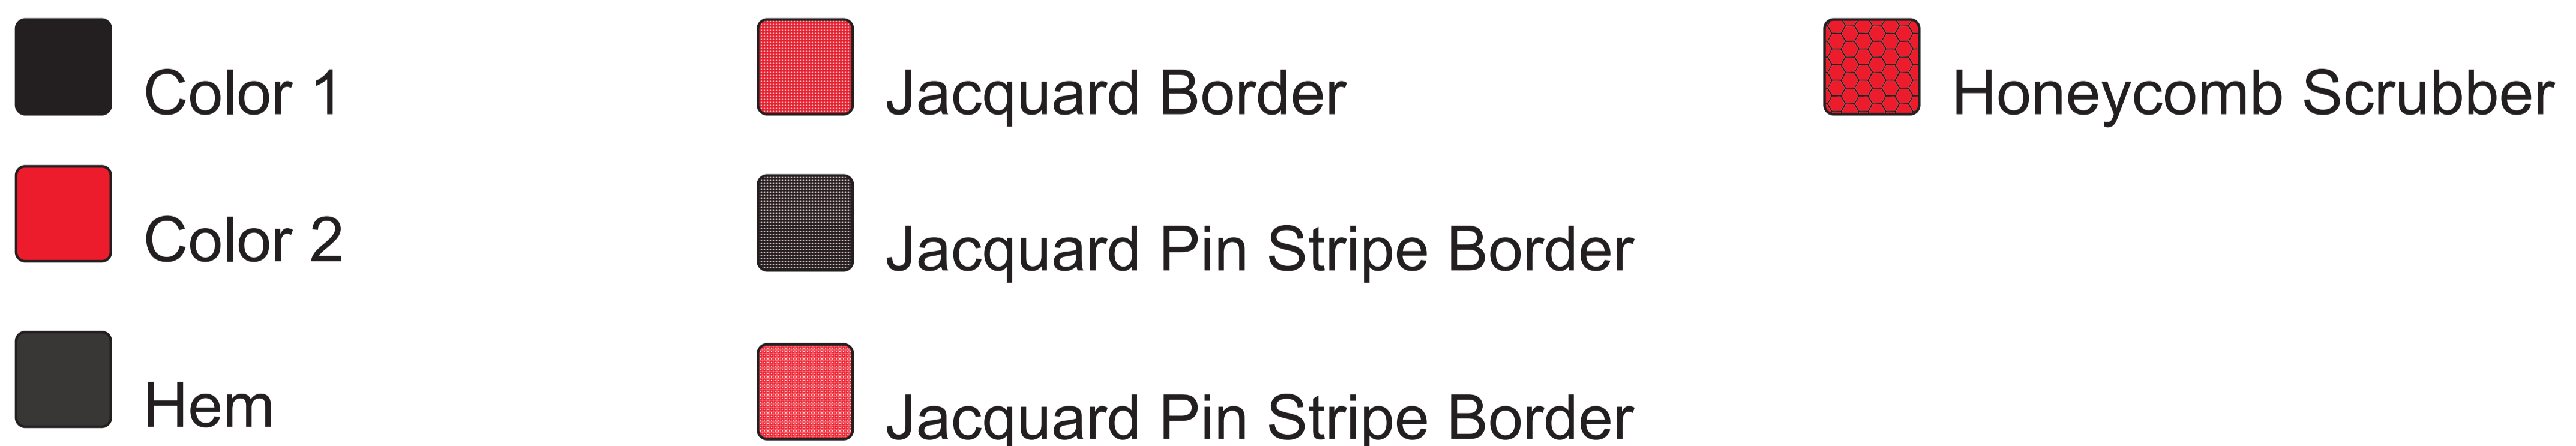 Color 1
Color 2
Hem
Jacquard Border
Jacquard Pin Stripe Border
Jacquard Pin Stripe Border
Honeycomb Scrubber